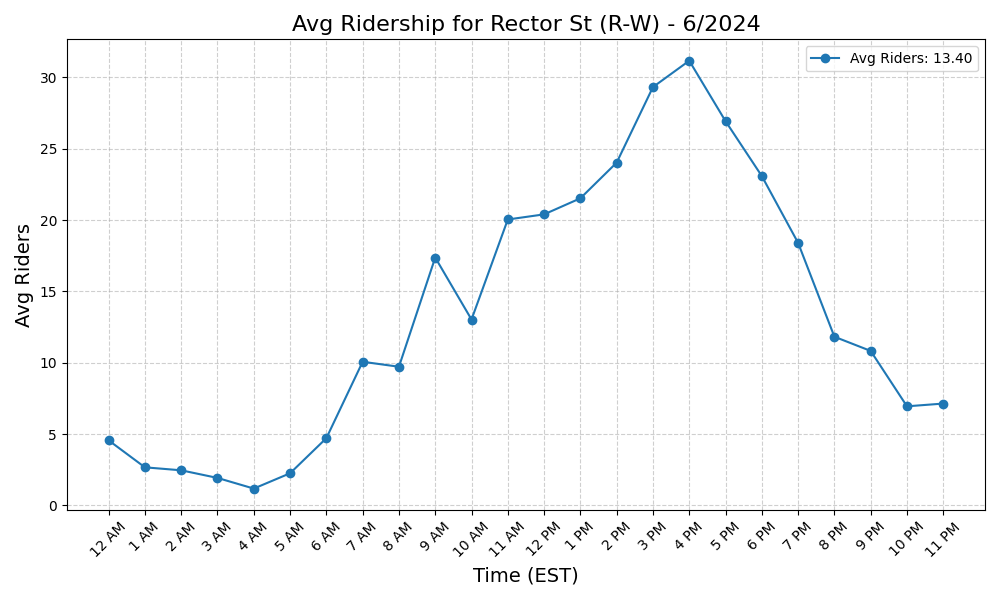 Avg Ridership for Rector St (R-W) - 6/2024
Avg Riders: 13.40
Avg Riders
30
25
20
15
10
5
0
12 AM
1 AM
2 AM
3 AM
4 AM
5 AM
6 AM
7 AM
8 AM
9 AM
10 AM
11 AM
12 PM
1 PM
2 PM
3 PM
4 PM
5 PM
6 PM
7 PM
8 PM
9 PM
10 PM
11 PM
Time (EST)